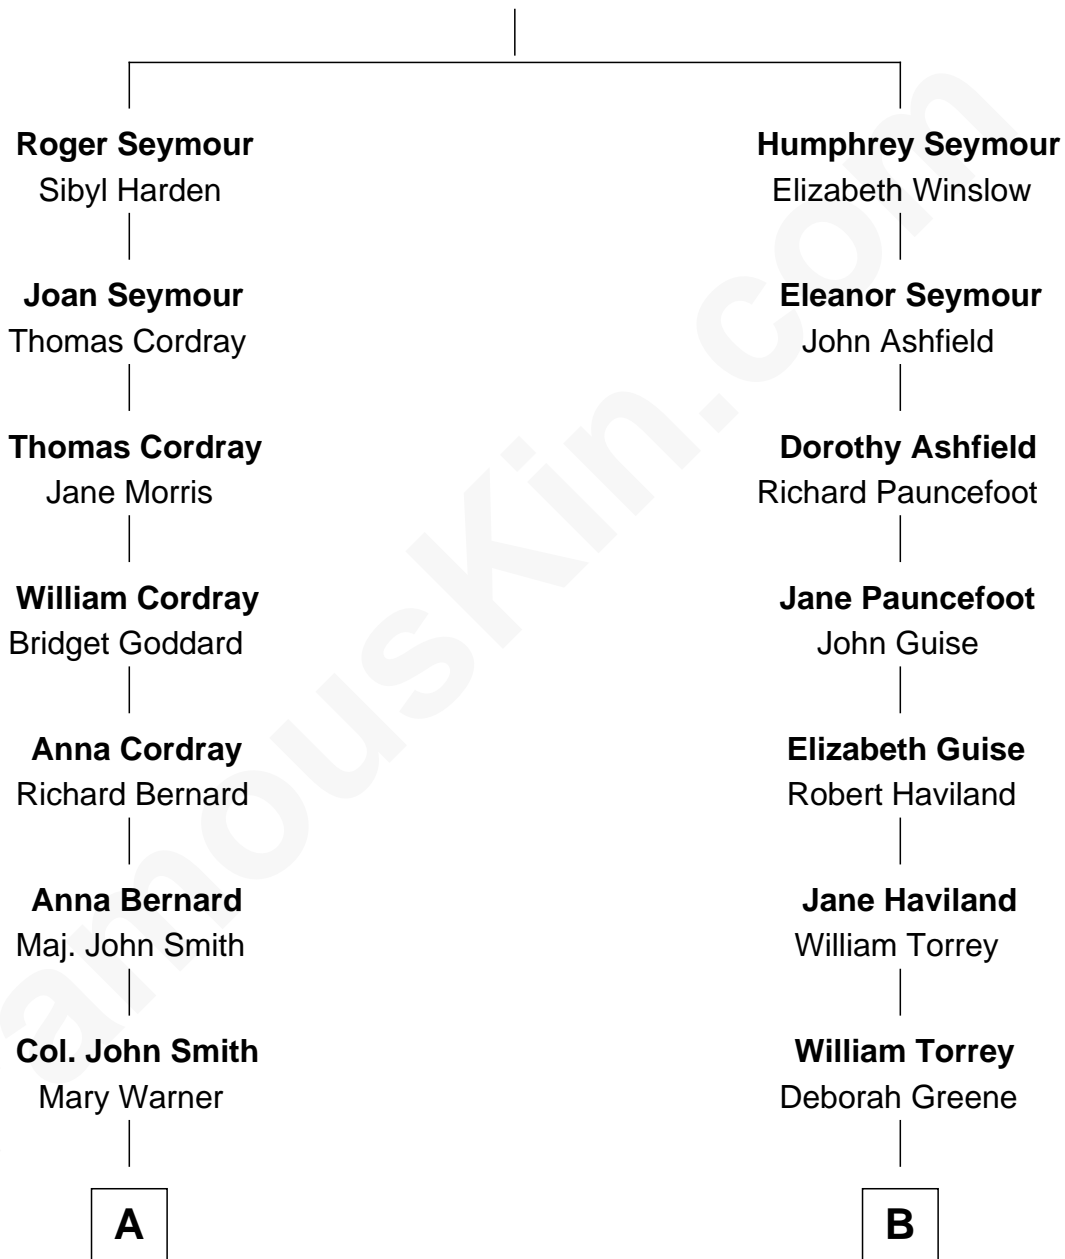 Roger Seymour
Sibyl Harden
Joan Seymour
Thomas Cordray
Thomas Cordray
Jane Morris
William Cordray
Bridget Goddard
Anna Cordray
Richard Bernard
Anna Bernard
Maj. John Smith
Col. John Smith
Mary Warner
A
Humphrey Seymour
Elizabeth Winslow
Eleanor Seymour
John Ashfield
Dorothy Ashfield
Richard Pauncefoot
Jane Pauncefoot
John Guise
Elizabeth Guise
Robert Haviland
Jane Haviland
William Torrey
William Torrey
Deborah Greene
B
amouskin.com